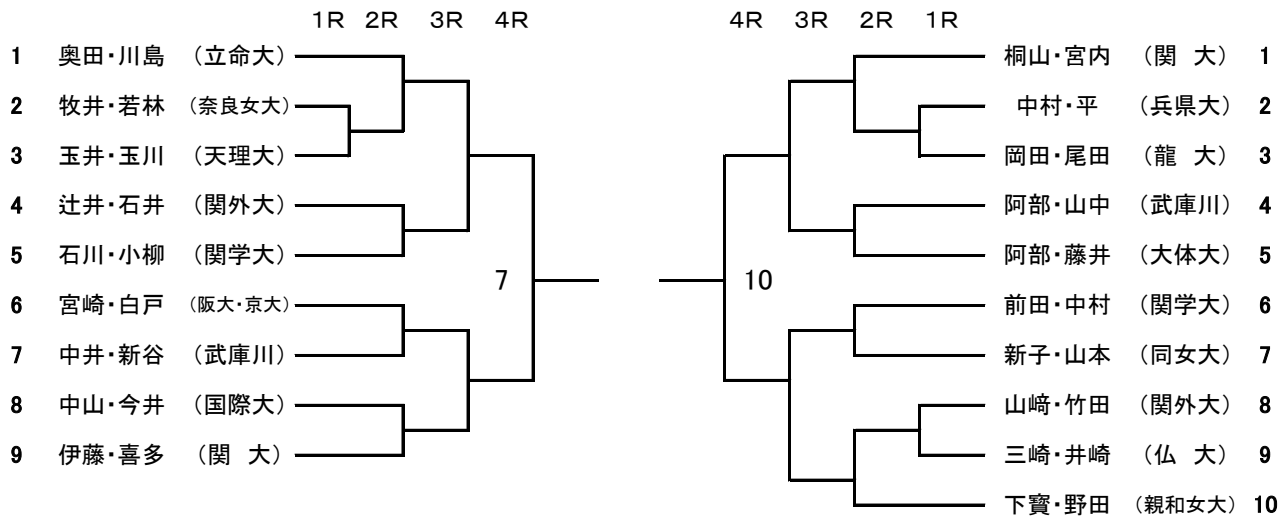 1R 2R 3R 4R
1 奥田・川島 (立命大)
2 牧井・若林 (奈良女大)
3 玉井・玉川 (天理大)
4 辻井・石井 (関外大)
5 石川・小柳 (関学大)
7
6 宮崎・白戸 (阪大・京大)
7 中井・新谷 (武庫川)
8 中山・今井 (国際大)
9 伊藤・喜多 (関 大)
4R 3R 2R 1R
桐山・宮内 (関 大) 1
中村・平 (兵県大) 2
岡田・尾田 (龍 大) 3
阿部・山中 (武庫川) 4
阿部・藤井 (大体大) 5
10
前田・中村 (関学大) 6
新子・山本 (同女大) 7
山﨑・竹田 (関外大) 8
三崎・井崎 (仏 大) 9
下寳・野田 (親和女大) 10